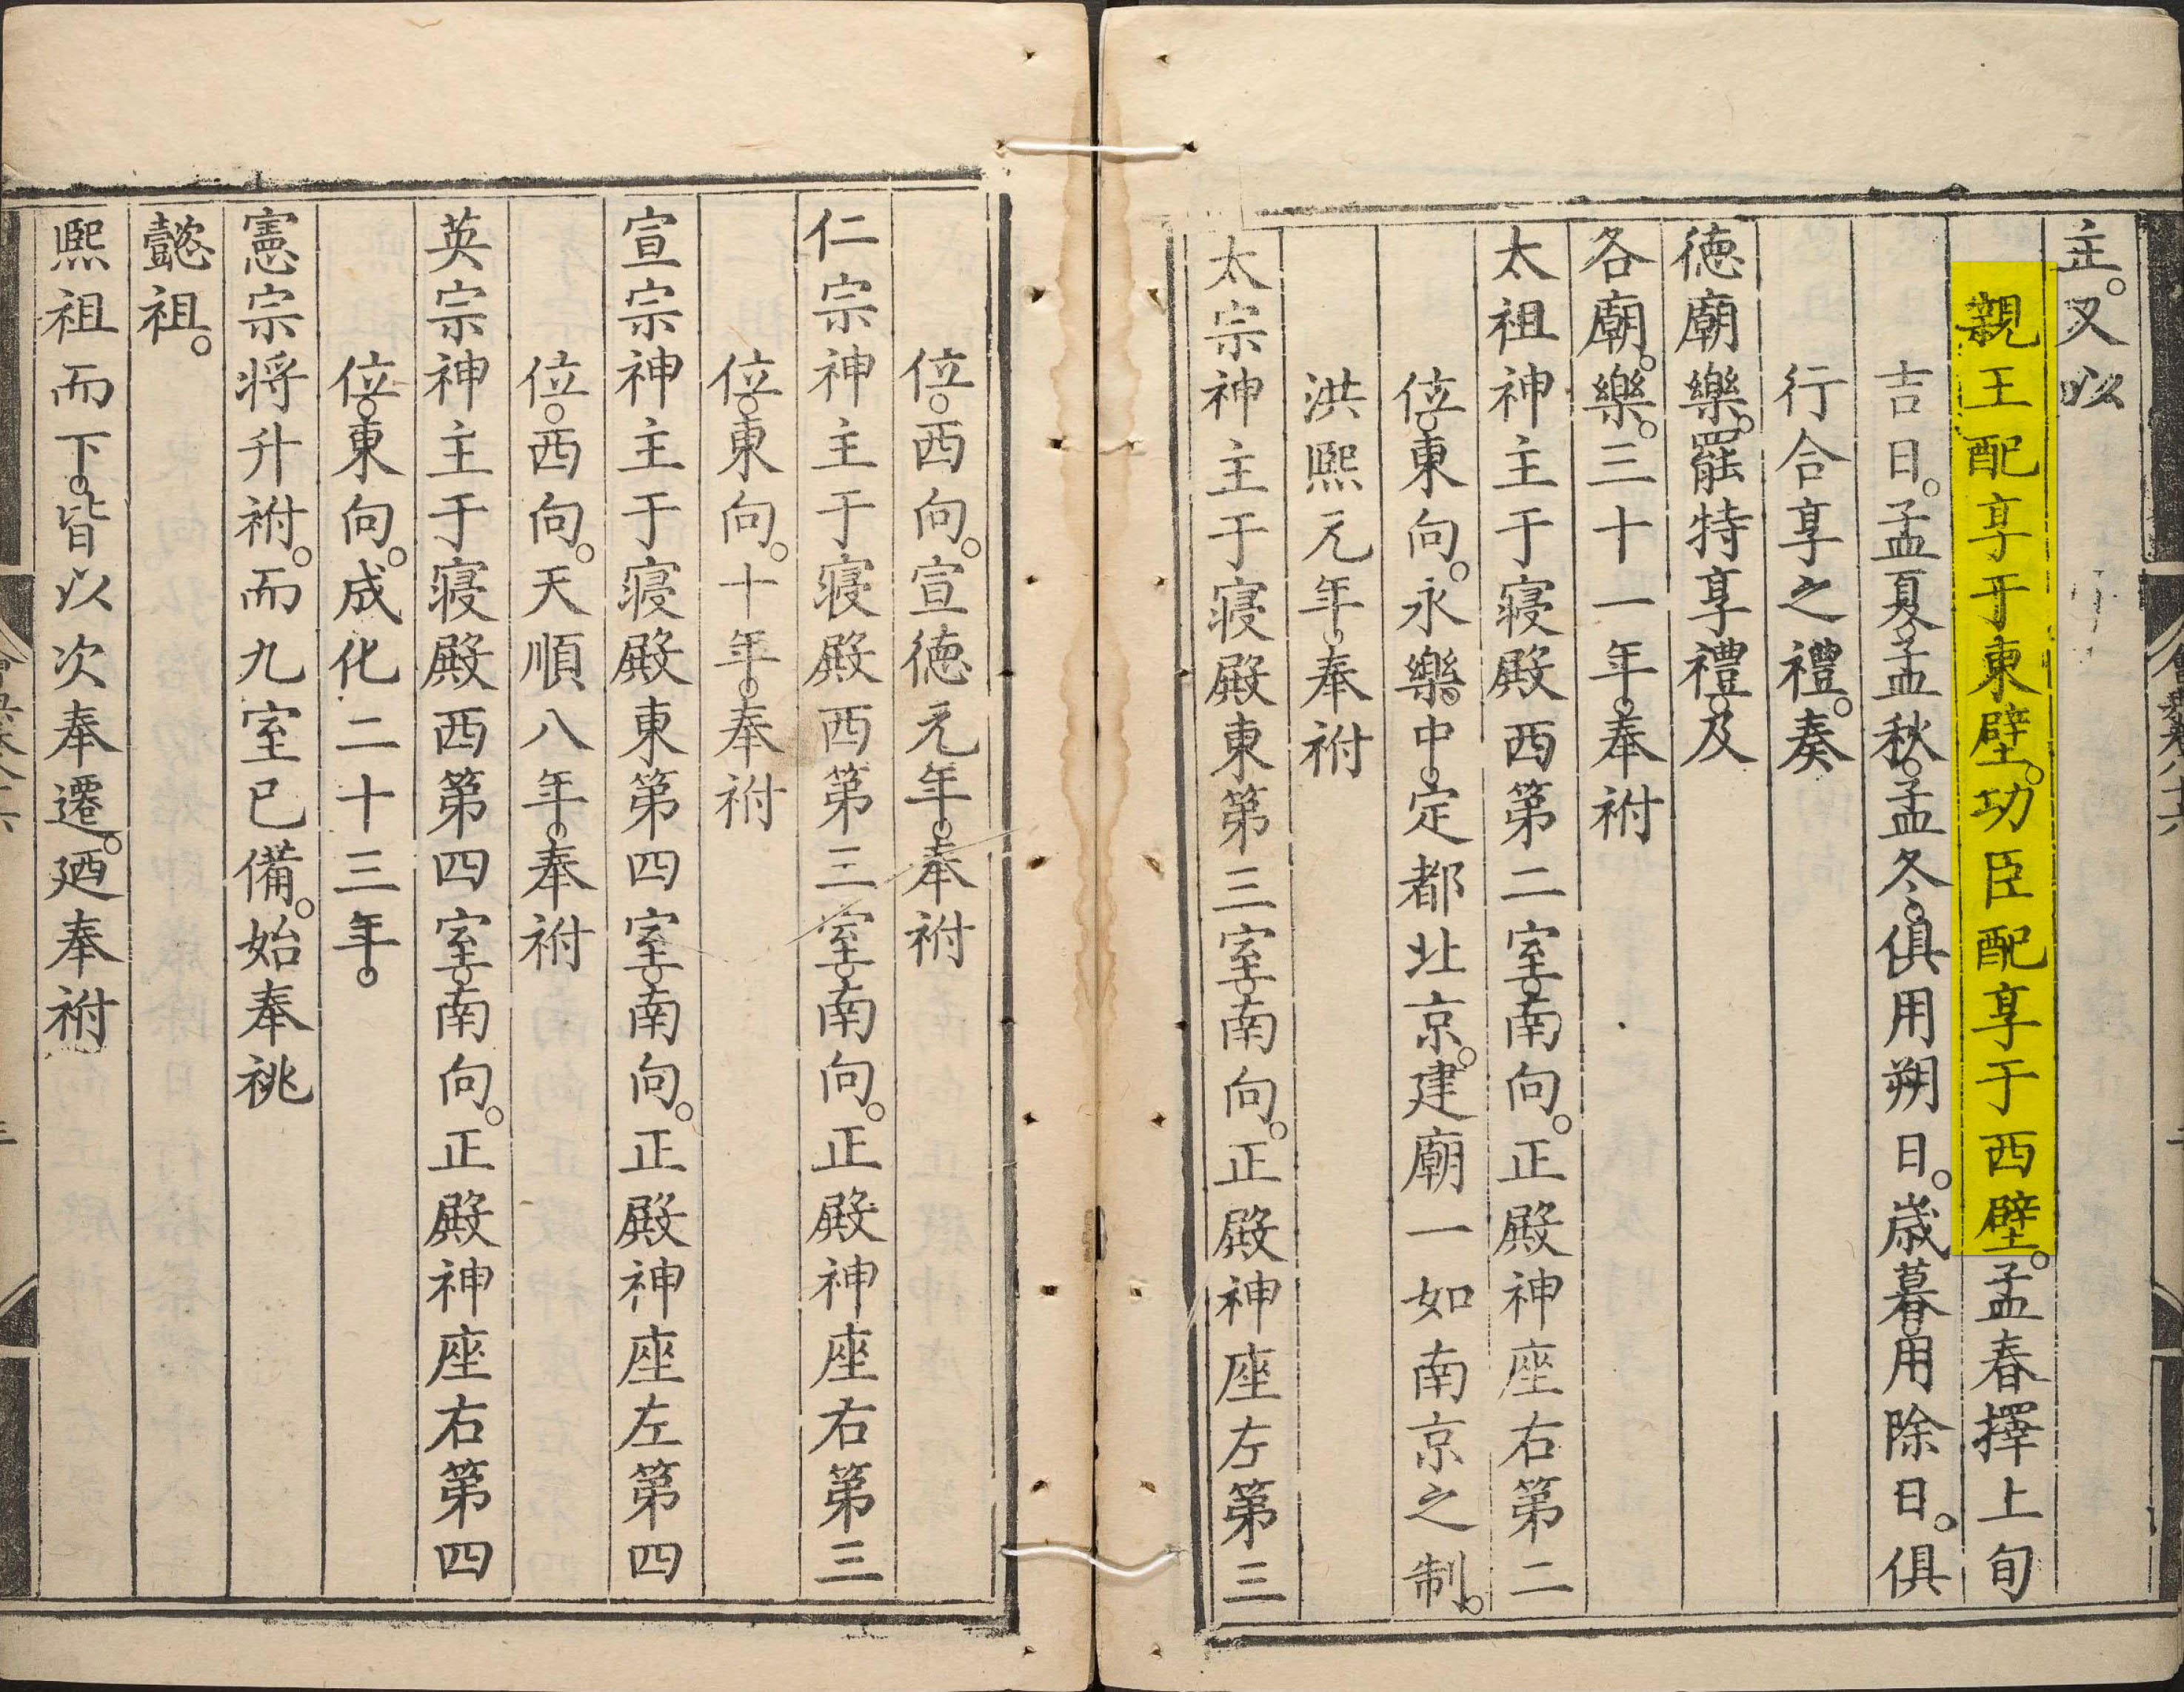 主。又以
親王配享于東壁。功臣配享于西壁。孟春擇上旬
吉日。孟夏。孟秋。孟冬。俱用朔日。歳暮。用除日。俱
行合享之禮。奏
徳廟樂。罷特享禮。及
各廟。樂。三十一年。奉祔
太祖神主于寢殿西第二室。南向。正殿神座右第二
位。東向。永樂。中。定都北京。建廟一如南京之制。
洪熈元年。奉祔
太宗神主于寢殿東第三室。南向。正殿神座左第三
位。西向。宣徳元年。奉祔
仁宗神主于寢殿西第三室。南向。正殿神座右第三
位。東向。十年。奉祔
宣宗神主于寢殿東第四室。南向。正殿神座左第四
位。西向。天順八年。奉祔
英宗神主于寢殿西第四室。南向。正殿神座右第四
位。東向。成化二十三年。
憲宗将升祔。而九室已備。始奉祧
懿祖。
熈祖而下。皆以次奉遷。廼奉祔